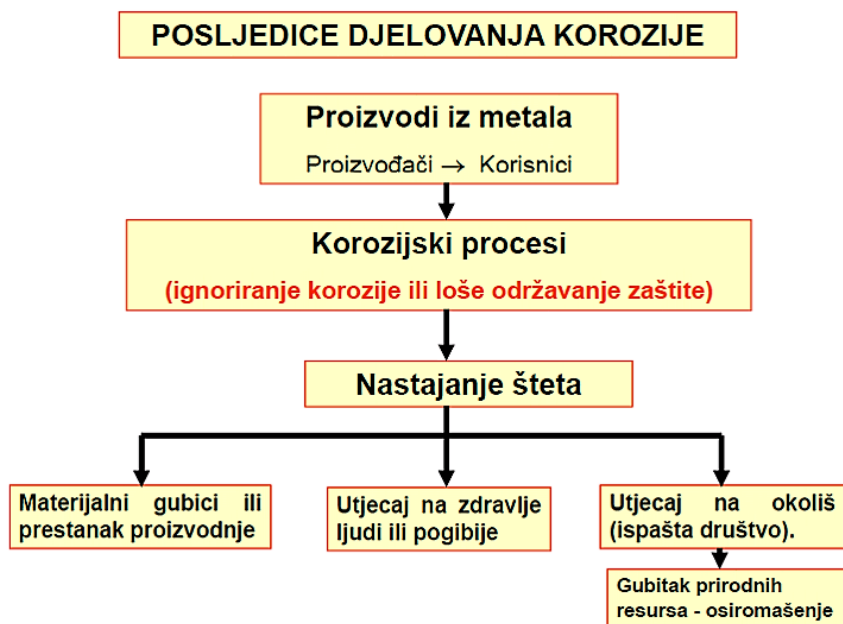 POSLJEDICE DJELOVANJA KOROZIJE
Proizvodi iz metala
Proizvođači → Korisnici
Korozijski procesi
(ignoriranje korozije ili loše održavanje zaštite)
Nastajanje šteta
Materijalni gubici ili
prestanak proizvodnje
Utjecaj na zdravlje
ljudi ili pogibije
Utjecaj na okoliš
(ispašta društvo).
Gubitak prirodnih
resursa - osiromašenje